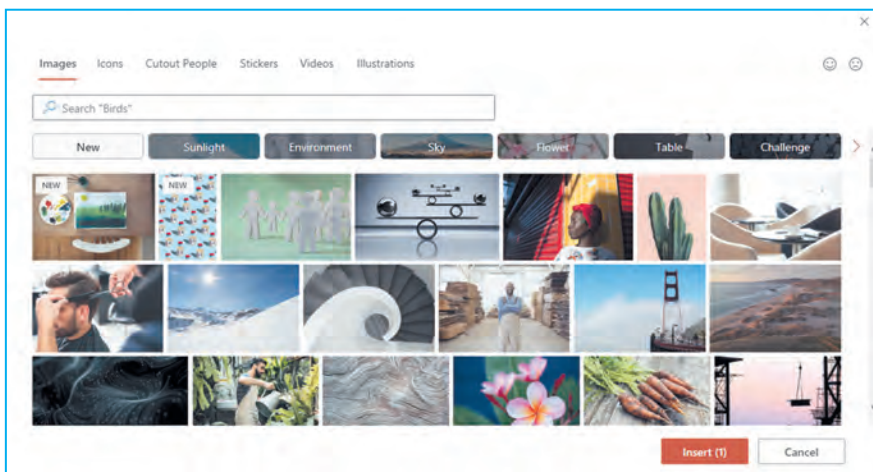 Images Icons Cutout People Stickers Videos Illustrations
Search "Birds"
New Sunlight Environment Sky Flower Table Challenge
NEW NEW
Insert (1) Cancel